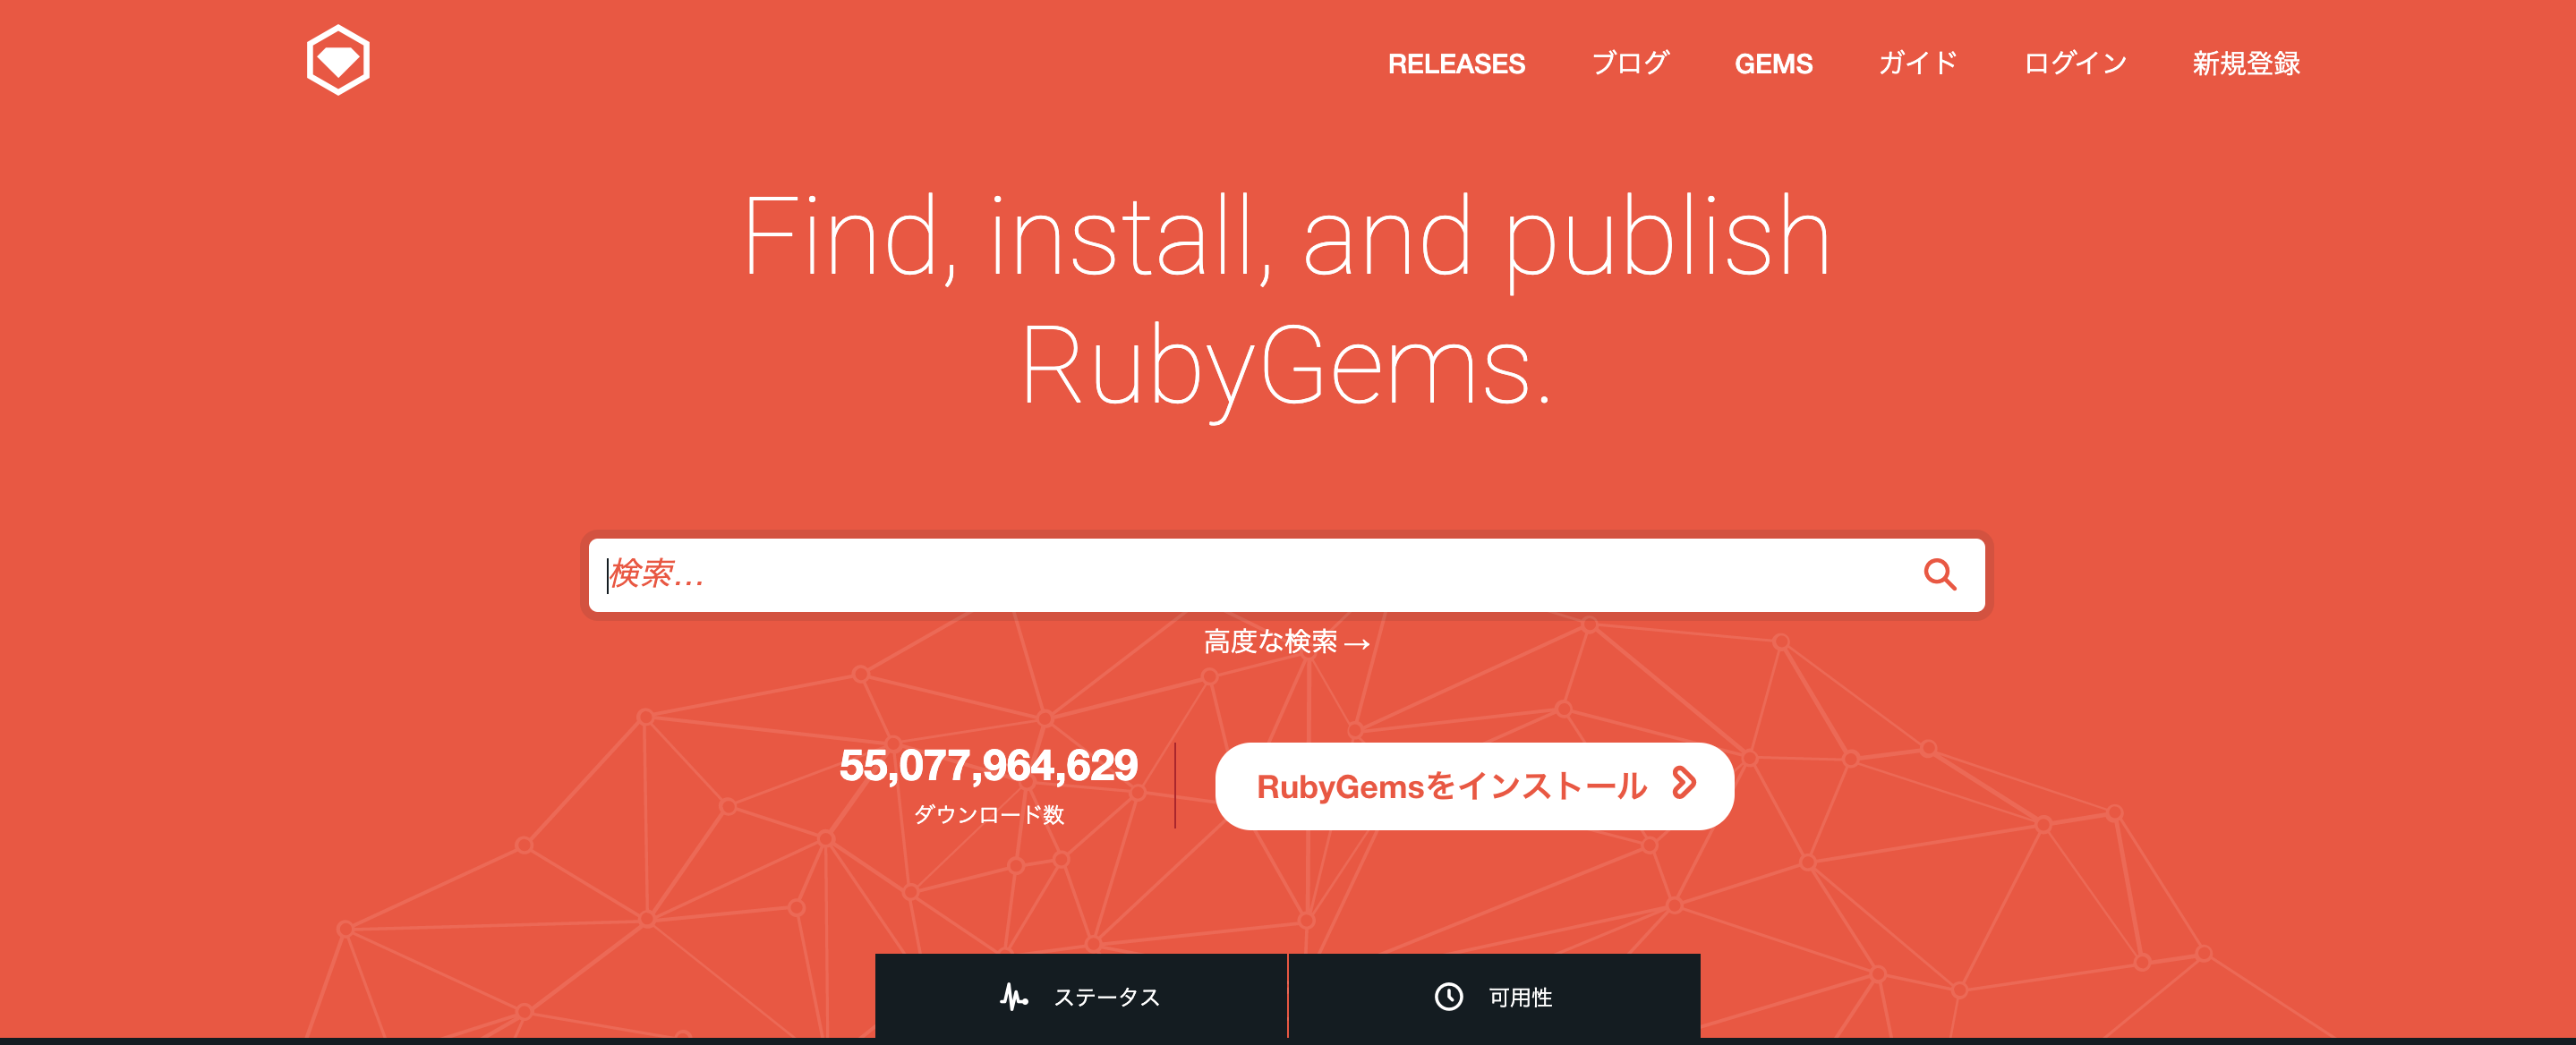 RELEASES ブログ GEMS ガイド ログイン 新規登録
Find, install, and publish
RubyGems.
検索…
高度な検索→
55,077,964,629
ダウンロード数
RubyGemsをインストール
ステータス 可用性